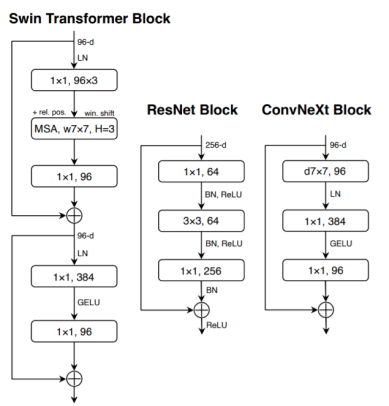 Swin Transformer Block
96-d
LN
1×1, 96×3
+ rel. pos. win. shift
MSA, w7×7, H=3
1×1, 96
96-d
LN
1×1, 384
GELU
1×1, 96
ResNet Block
256-d
1×1, 64
BN, ReLU
3×3, 64
BN, ReLU
1×1, 256
BN
ReLU
ConvNeXt Block
96-d
d7×7, 96
LN
1×1, 384
GELU
1×1, 96